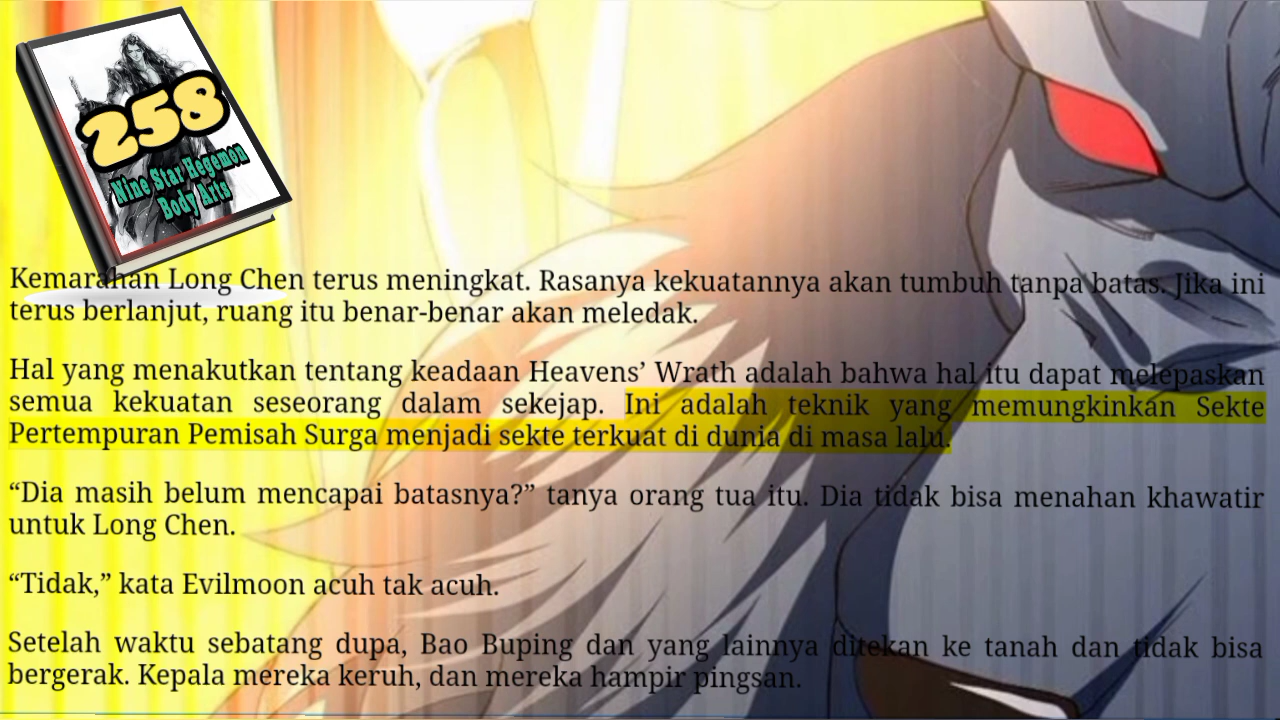 258
Nine Star Hegemon
Body Arts
Kemarahan Long Chen terus meningkat. Rasanya kekuatannya akan tumbuh tanpa batas. Jika ini
terus berlanjut, ruang itu benar-benar akan meledak.
Hal yang menakutkan tentang keadaan Heavens’ Wrath adalah bahwa hal itu dapat melepaskan
semua kekuatan seseorang dalam sekejap. Ini adalah teknik yang memungkinkan Sekte
Pertempuran Pemisah Surga menjadi sekte terkuat di dunia di masa lalu.
“Dia masih belum mencapai batasnya?” tanya orang tua itu. Dia tidak bisa menahan khawatir
untuk Long Chen.
“Tidak,” kata Evilmoon acuh tak acuh.
Setelah waktu sebatang dupa, Bao Buping dan yang lainnya ditekan ke tanah dan tidak bisa
bergerak. Kepala mereka keruh, dan mereka hampir pingsan.